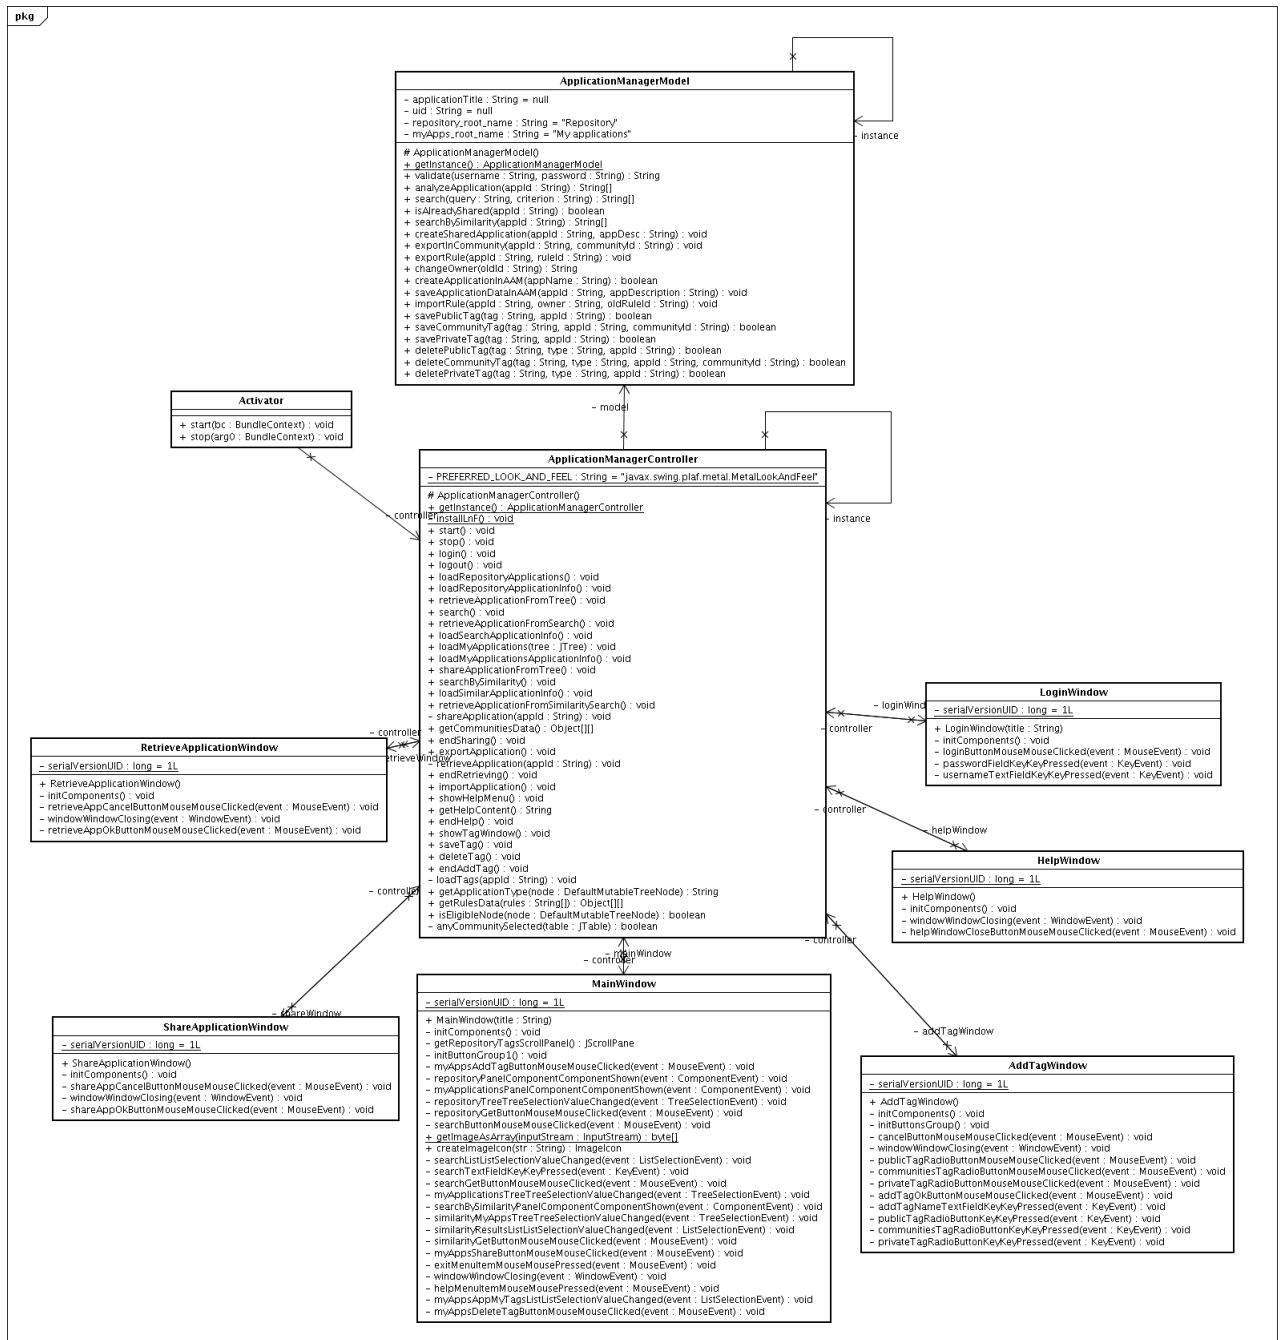 pkg
ApplicationManagerModel
- applicationTitle : String = null
- uid : String = null
- repository_root_name : String = "Repository"
- myApps_root_name : String = "My applications"
# ApplicationManagerModel()
+ getInstance() : ApplicationManagerModel
+ validate(username : String, password : String) : String
+ analyzeApplication(appId : String) : String[]
+ search(query : String, criterion : String) : String[]
+ isAlreadyShared(appId : String) : boolean
+ searchBySimilarity(appId : String) : String[]
+ createSharedApplication(appId : String, appDesc : String) : void
+ exportInCommunity(appId : String, communityId : String) : void
+ exportRule(appId : String, ruleId : String) : void
+ changeOwner(oldId : String) : String
+ createApplicationInAAM(appName : String) : boolean
+ saveApplicationDataInAAM(appId : String, appDescription : String) : void
+ importRule(appId : String, owner : String, oldRuleId : String) : void
+ savePublicTag(tag : String, appId : String) : boolean
+ saveCommunityTag(tag : String, appId : String, communityId : String) : boolean
+ savePrivateTag(tag : String, appId : String) : boolean
+ deletePublicTag(tag : String, type : String, appId : String) : boolean
+ deleteCommunityTag(tag : String, type : String, appId : String, communityId : String) : boolean
+ deletePrivateTag(tag : String, type : String, appId : String) : boolean
- instance
- model
Activator
+ start(bc : BundleContext) : void
+ stop(arg0 : BundleContext) : void
- controller
ApplicationManagerController
- PREFERRED_LOOK_AND_FEEL : String = "javax.swing.plaf.metal.MetalLookAndFeel"
# ApplicationManagerController()
+ getInstance() : ApplicationManagerController
- installLnF() : void
+ start() : void
+ stop() : void
+ login() : void
+ logout() : void
+ loadRepositoryApplications() : void
+ loadRepositoryApplicationInfo() : void
+ retrieveApplicationFromTree() : void
+ search() : void
+ retrieveApplicationFromSearch() : void
+ loadSearchApplicationInfo() : void
+ loadMyApplications(tree : JTree) : void
+ loadMyApplicationsApplicationInfo() : void
+ shareApplicationFromTree() : void
+ searchBySimilarity() : void
+ loadSimilarApplicationInfo() : void
+ retrieveApplicationFromSimilaritySearch() : void
- shareApplication(appId : String) : void
+ getCommunitiesData() : Object[][]
+ endSharing() : void
+ exportApplication() : void
- retrieveApplication(appId : String) : void
+ endRetrieving() : void
+ importApplication() : void
+ showHelpMenu() : void
+ getHelpContent() : String
+ endHelp() : void
+ showTagWindow() : void
+ saveTag() : void
+ deleteTag() : void
+ endAddTag() : void
- loadTags(appId : String) : void
+ getApplicationType(node : DefaultMutableTreeNode) : String
+ getRulesData(rules : String[]) : Object[][]
+ isEligibleNode(node : DefaultMutableTreeNode) : boolean
- anyCommunitySelected(table : JTable) : boolean
- instance
- loginWind
- controller
LoginWindow
- serialVersionUID : long = 1L
+ LoginWindow(title : String)
- initComponents() : void
- loginButtonMouseMouseClicked(event : MouseEvent) : void
- passwordFieldKeyKeyPressed(event : KeyEvent) : void
- usernameTextFieldKeyKeyPressed(event : KeyEvent) : void
- controller
etrieveWindow
RetrieveApplicationWindow
- serialVersionUID : long = 1L
+ RetrieveApplicationWindow()
- initComponents() : void
- retrieveAppCancelButtonMouseMouseClicked(event : MouseEvent) : void
- windowWindowClosing(event : WindowEvent) : void
- retrieveAppOkButtonMouseMouseClicked(event : MouseEvent) : void
- controller
- helpWindow
HelpWindow
- serialVersionUID : long = 1L
+ HelpWindow()
- initComponents() : void
- windowWindowClosing(event : WindowEvent) : void
- helpWindowCloseButtonMouseMouseClicked(event : MouseEvent) : void
- controller
- shareWindow
ShareApplicationWindow
- serialVersionUID : long = 1L
+ ShareApplicationWindow()
- initComponents() : void
- shareAppCancelButtonMouseMouseClicked(event : MouseEvent) : void
- windowWindowClosing(event : WindowEvent) : void
- shareAppOkButtonMouseMouseClicked(event : MouseEvent) : void
- mainWindow
- controller
MainWindow
- serialVersionUID : long = 1L
+ MainWindow(title : String)
- initComponents() : void
- getRepositoryTagsScrollPanel() : JScrollPane
- initButtonGroup1() : void
- myAppsAddTagButtonMouseMouseClicked(event : MouseEvent) : void
- repositoryPanelComponentComponentShown(event : ComponentEvent) : void
- myApplicationsPanelComponentComponentShown(event : ComponentEvent) : void
- repositoryTreeTreeSelectionValueChanged(event : TreeSelectionEvent) : void
- repositoryGetButtonMouseMouseClicked(event : MouseEvent) : void
- searchButtonMouseMouseClicked(event : MouseEvent) : void
+ getImageAsArray(inputStream : InputStream) : byte[]
+ createImageIcon(str : String) : ImageIcon
- searchListListSelectionValueChanged(event : ListSelectionEvent) : void
- searchTextFieldKeyKeyPressed(event : KeyEvent) : void
- searchGetButtonMouseMouseClicked(event : MouseEvent) : void
- myApplicationsTreeTreeSelectionValueChanged(event : TreeSelectionEvent) : void
- searchBySimilarityPanelComponentComponentShown(event : ComponentEvent) : void
- similarityMyAppsTreeTreeSelectionValueChanged(event : TreeSelectionEvent) : void
- similarityResultsListListSelectionValueChanged(event : ListSelectionEvent) : void
- similarityGetButtonMouseMouseClicked(event : MouseEvent) : void
- myAppsShareButtonMouseMouseClicked(event : MouseEvent) : void
- exitMenuItemMouseMousePressed(event : MouseEvent) : void
- windowWindowClosing(event : WindowEvent) : void
- helpMenuItemMouseMousePressed(event : MouseEvent) : void
- myAppsAppMyTagsListListSelectionValueChanged(event : ListSelectionEvent) : void
- myAppsDeleteTagButtonMouseMouseClicked(event : MouseEvent) : void
- controller
- addTagWindow
AddTagWindow
- serialVersionUID : long = 1L
+ AddTagWindow()
- initComponents() : void
- initButtonsGroup() : void
- cancelButtonMouseMouseClicked(event : MouseEvent) : void
- windowWindowClosing(event : WindowEvent) : void
- publicTagRadioButtonMouseMouseClicked(event : MouseEvent) : void
- communitiesTagRadioButtonMouseMouseClicked(event : MouseEvent) : void
- privateTagRadioButtonMouseMouseClicked(event : MouseEvent) : void
- addTagOkButtonMouseMouseClicked(event : MouseEvent) : void
- addTagNameTextFieldKeyKeyPressed(event : KeyEvent) : void
- publicTagRadioButtonKeyKeyPressed(event : KeyEvent) : void
- communitiesTagRadioButtonKeyKeyPressed(event : KeyEvent) : void
- privateTagRadioButtonKeyKeyPressed(event : KeyEvent) : void